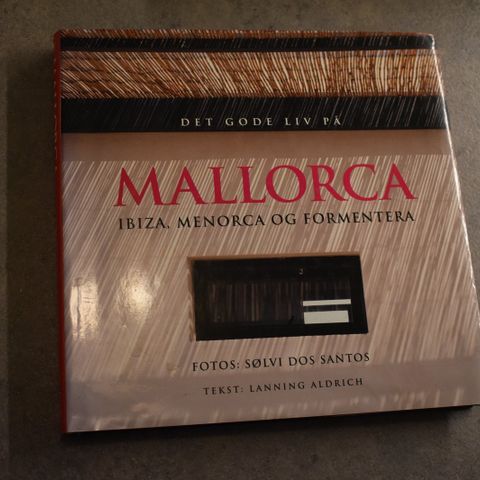 DET GODE LIV PÅ
MALLORCA
IBIZA, MENORCA OG FORMENTERA
FOTOS: SØLVI DOS SANTOS
TEKST: LANNING ALDRICH